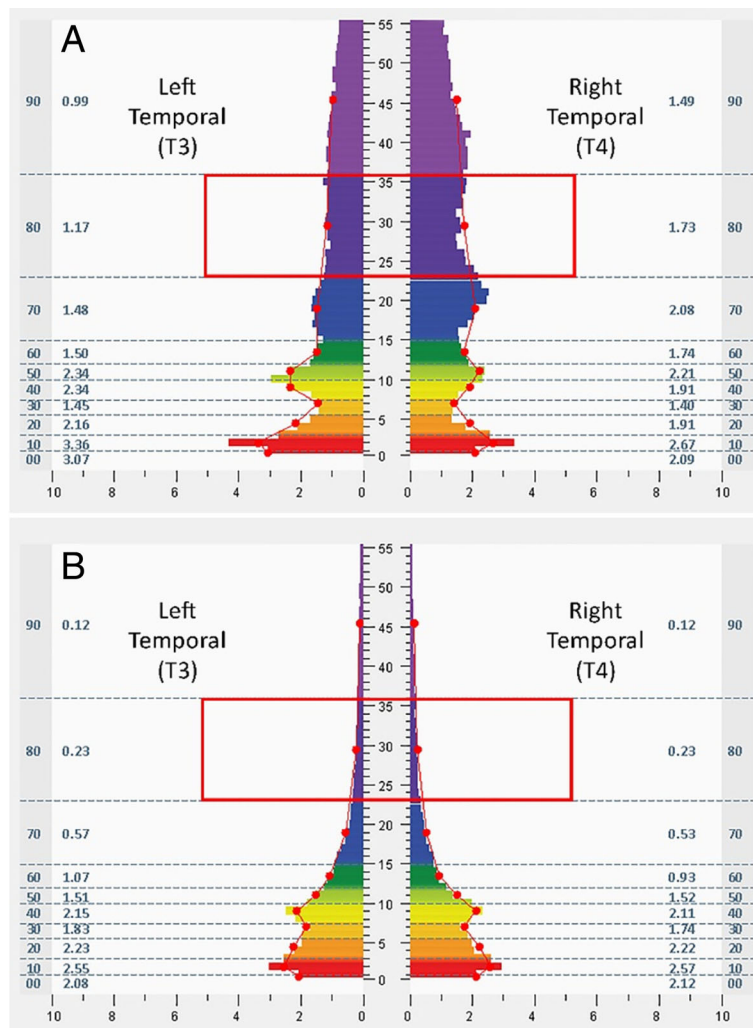 A
Left Temporal (T3)
Right Temporal (T4)
55
50
90 0.99 45 1.49 90
40
35
80 1.17 30 1.73 80
25
70 1.48 20 2.08 70
15
60 1.50 1.74 60
50 2.34 2.21 50
40 2.34 10 1.91 40
30 1.45 1.40 30
20 2.16 5 1.91 20
10 3.36 2.67 10
00 3.07 0 2.09 00
10 8 6 4 2 0 0 2 4 6 8 10
B
Left Temporal (T3)
Right Temporal (T4)
55
50
90 0.12 45 0.12 90
40
35
80 0.23 30 0.23 80
25
70 0.57 20 0.53 70
15
60 1.07 0.93 60
50 1.51 1.52 50
40 2.15 10 2.11 40
30 1.83 1.74 30
20 2.23 5 2.22 20
10 2.55 2.57 10
00 2.08 0 2.12 00
10 8 6 4 2 0 0 2 4 6 8 10